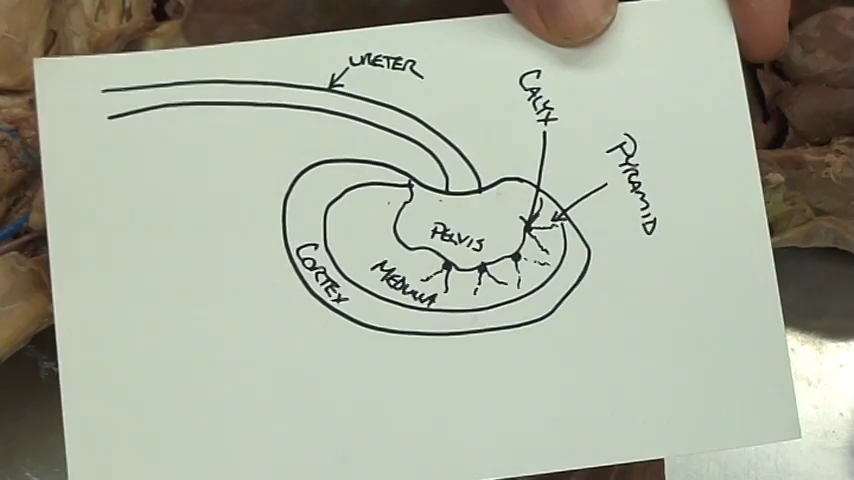 URETER
CALYX
PYRAMID
PELVIS
CORTEX
MEDULLA